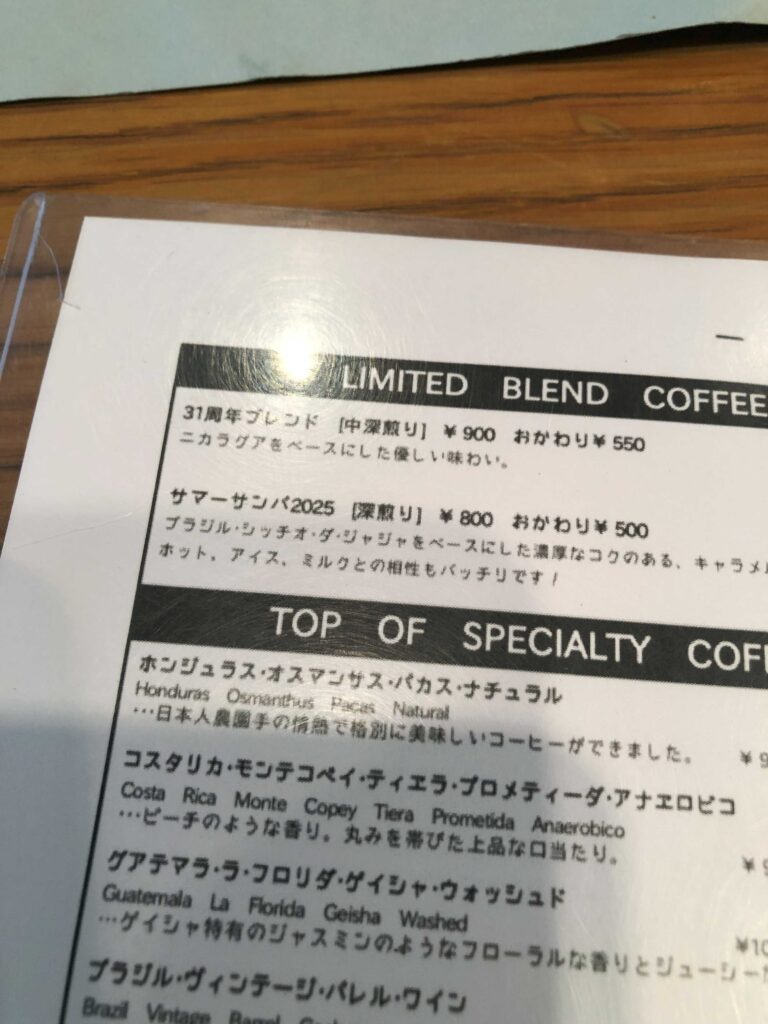 LIMITED BLEND COFFEE
31周年ブレンド [中深煎り] ¥900 おかわり¥550
ニカラグアをベースにした優しい味わい。
サマーサンバ2025 [深煎り] ¥800 おかわり¥500
ブラジル・シッチオ・ダ・ジャジャをベースにした濃厚なコクのある、キャラメル
ホット、アイス、ミルクとの相性もバッチリです!
TOP OF SPECIALTY COF
ホンジュラス・オスマンサス・パカス・ナチュラル
Honduras Osmanthus Pacas Natural
…日本人農園手の情熱で格別に美味しいコーヒーができました。 ¥9
コスタリカ・モンテコペイ・ティエラ・プロメティーダ・アナエロビコ
Costa Rica Monte Copey Tiera Prometida Anaerobico
…ピーチのような香り。丸みを帯びた上品な口当たり。 ¥
グアテマラ・ラ・フロリダ・ゲイシャ・ウォッシュド
Guatemala La Florida Geisha Washed
…ゲイシャ特有のジャスミンのようなフローラルな香りとジューシー ¥10
ブラジル・ヴィンテージ・バレル・ワイン
Brazil Vintage Barrel